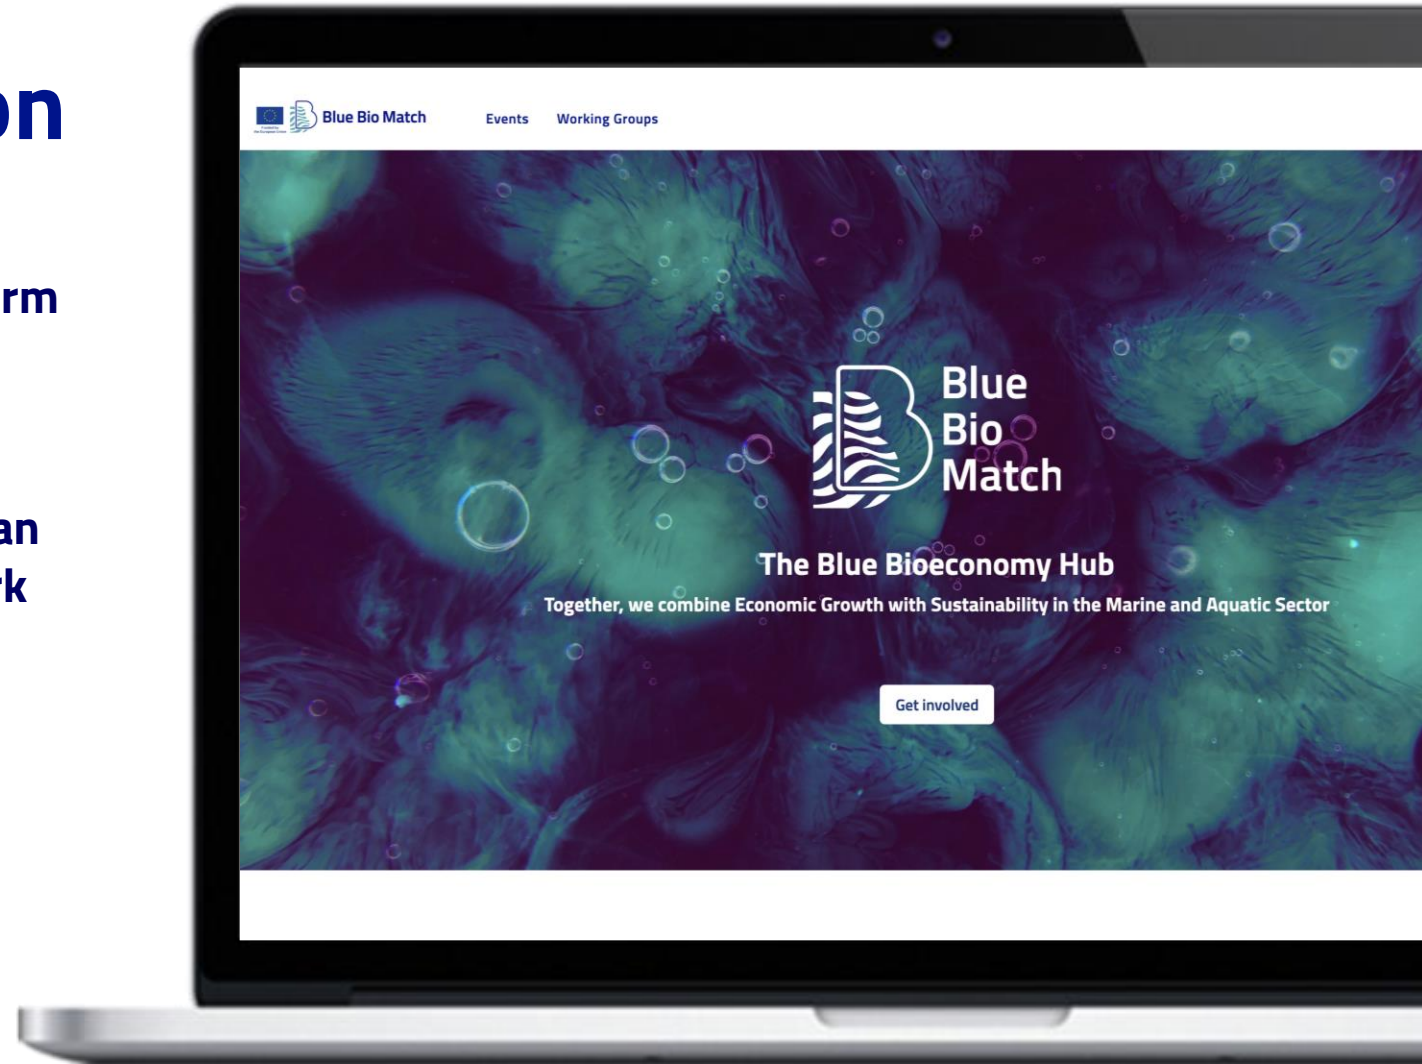 on
rm
an
rk
Blue Bio Match
Events
Working Groups
Blue
Bio
Match
The Blue Bioeconomy Hub
Together, we combine Economic Growth with Sustainability in the Marine and Aquatic Sector
Get involved